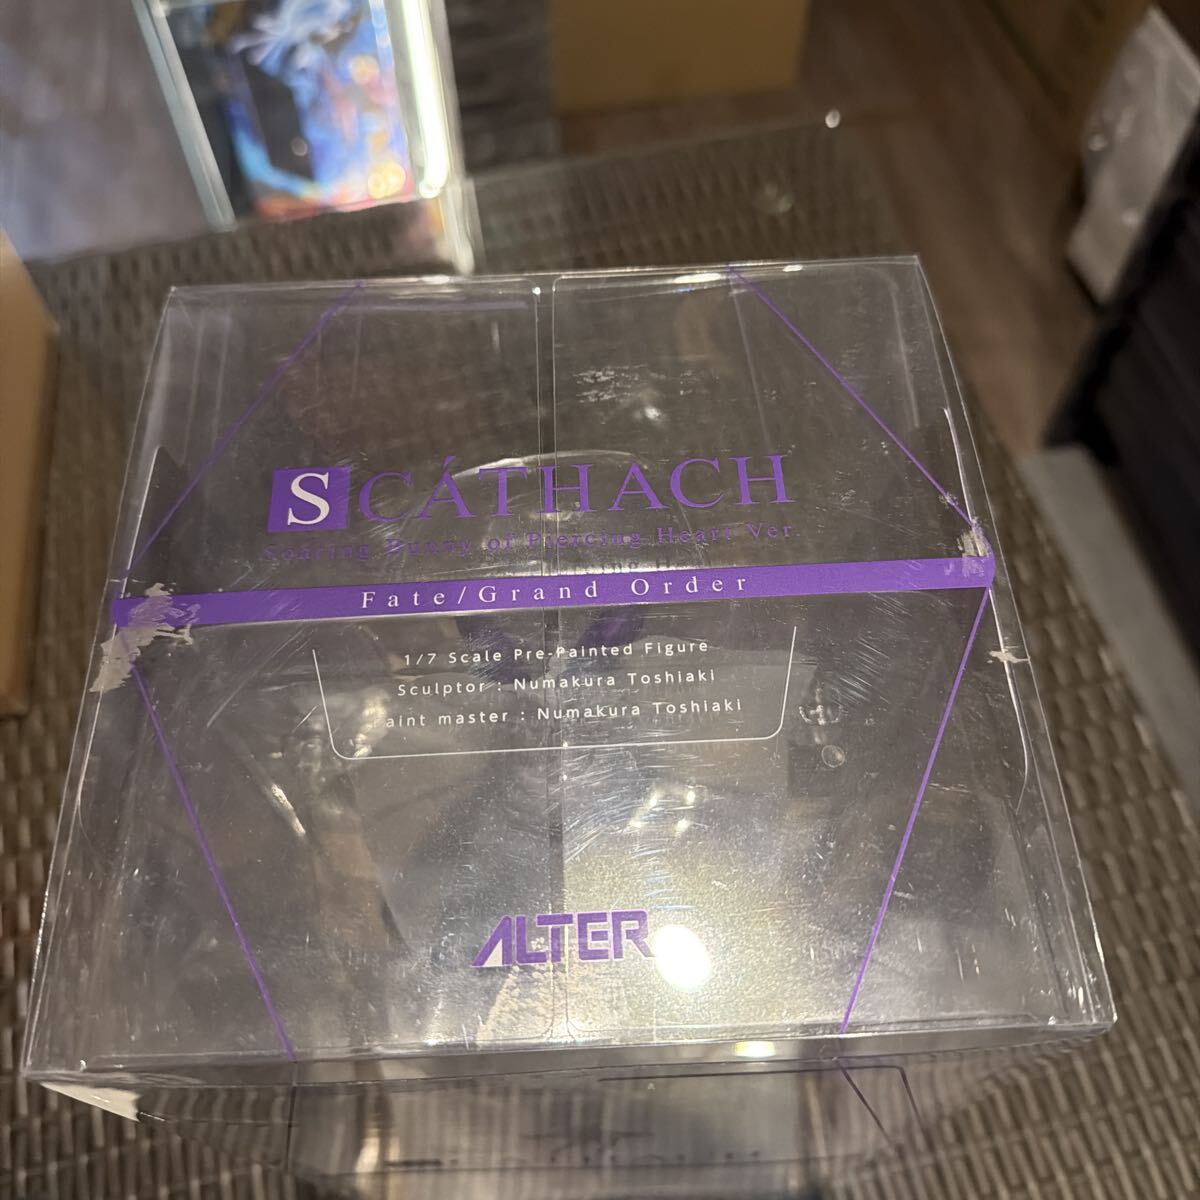 SCÁTHACH
Soaring Bunny of Piercing Heart Ver.
Fate/Grand Order
1/7 Scale Pre-Painted Figure
Sculptor : Numakura Toshiaki
Paint master : Numakura Toshiaki
ALTER